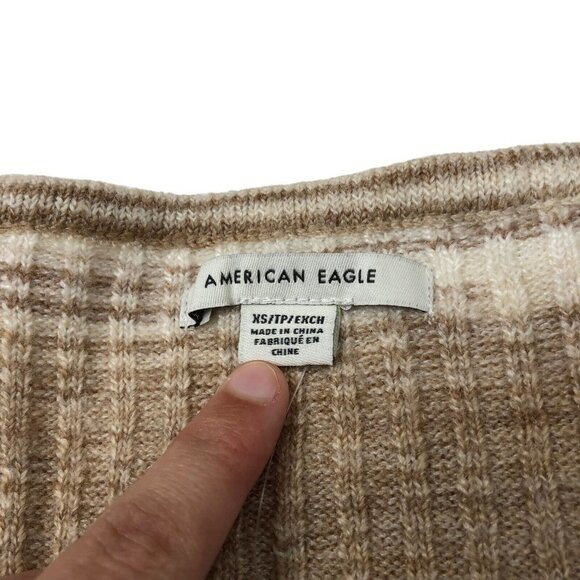 AMERICAN EAGLE
XS/TP/EXCH
MADE IN CHINA
FABRIQUÉ EN
CHINE